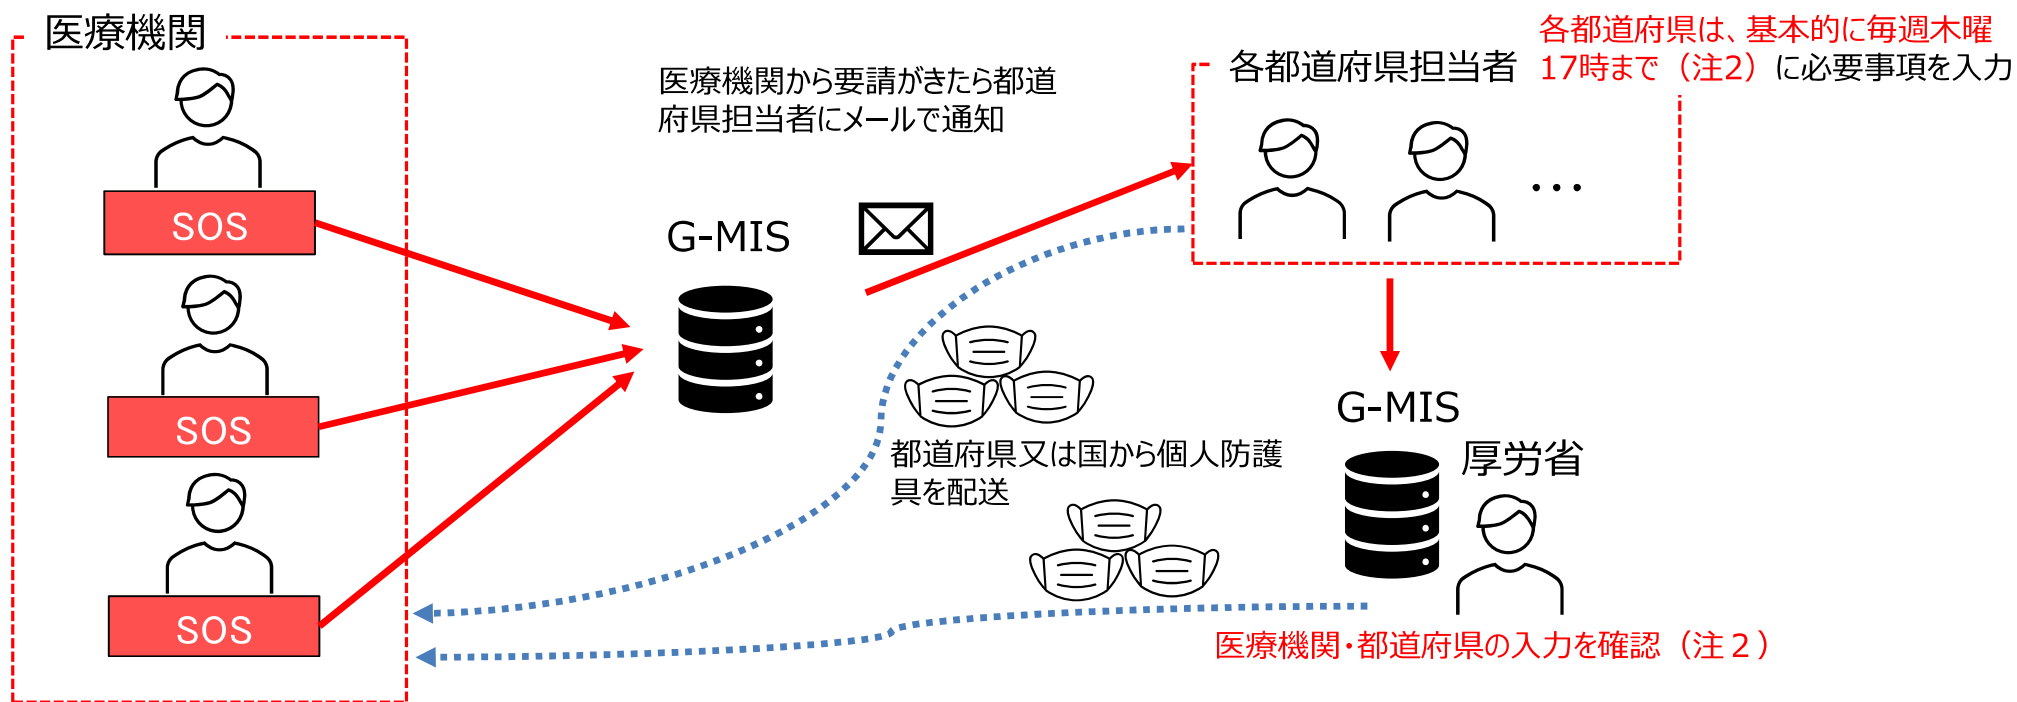 医療機関
SOS
SOS
SOS
医療機関から要請がきたら都道
府県担当者にメールで通知
G-MIS
各都道府県担当者
各都道府県は、基本的に毎週木曜
17時まで（注2）に必要事項を入力
…
都道府県又は国から個人防護
具を配送
G-MIS
厚労省
医療機関・都道府県の入力を確認（注２）